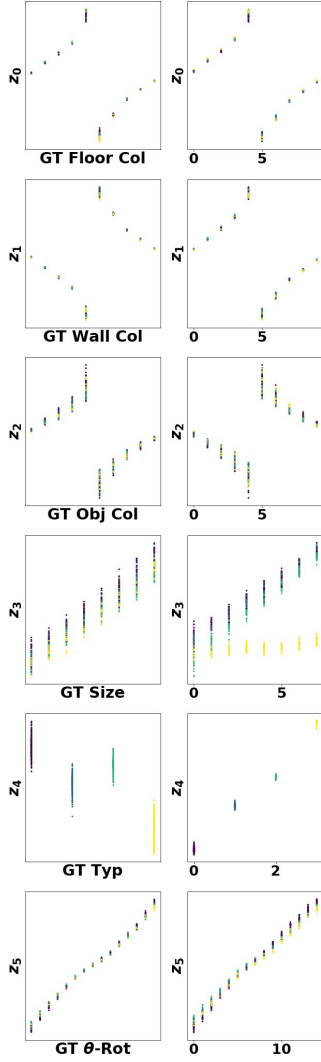 z0
z0
GT Floor Col
0 5
z1
z1
GT Wall Col
0 5
z2
z2
GT Obj Col
0 5
z3
z3
GT Size
0 5
z4
z4
GT Typ
0 2
z5
z5
GT θ-Rot
0 10